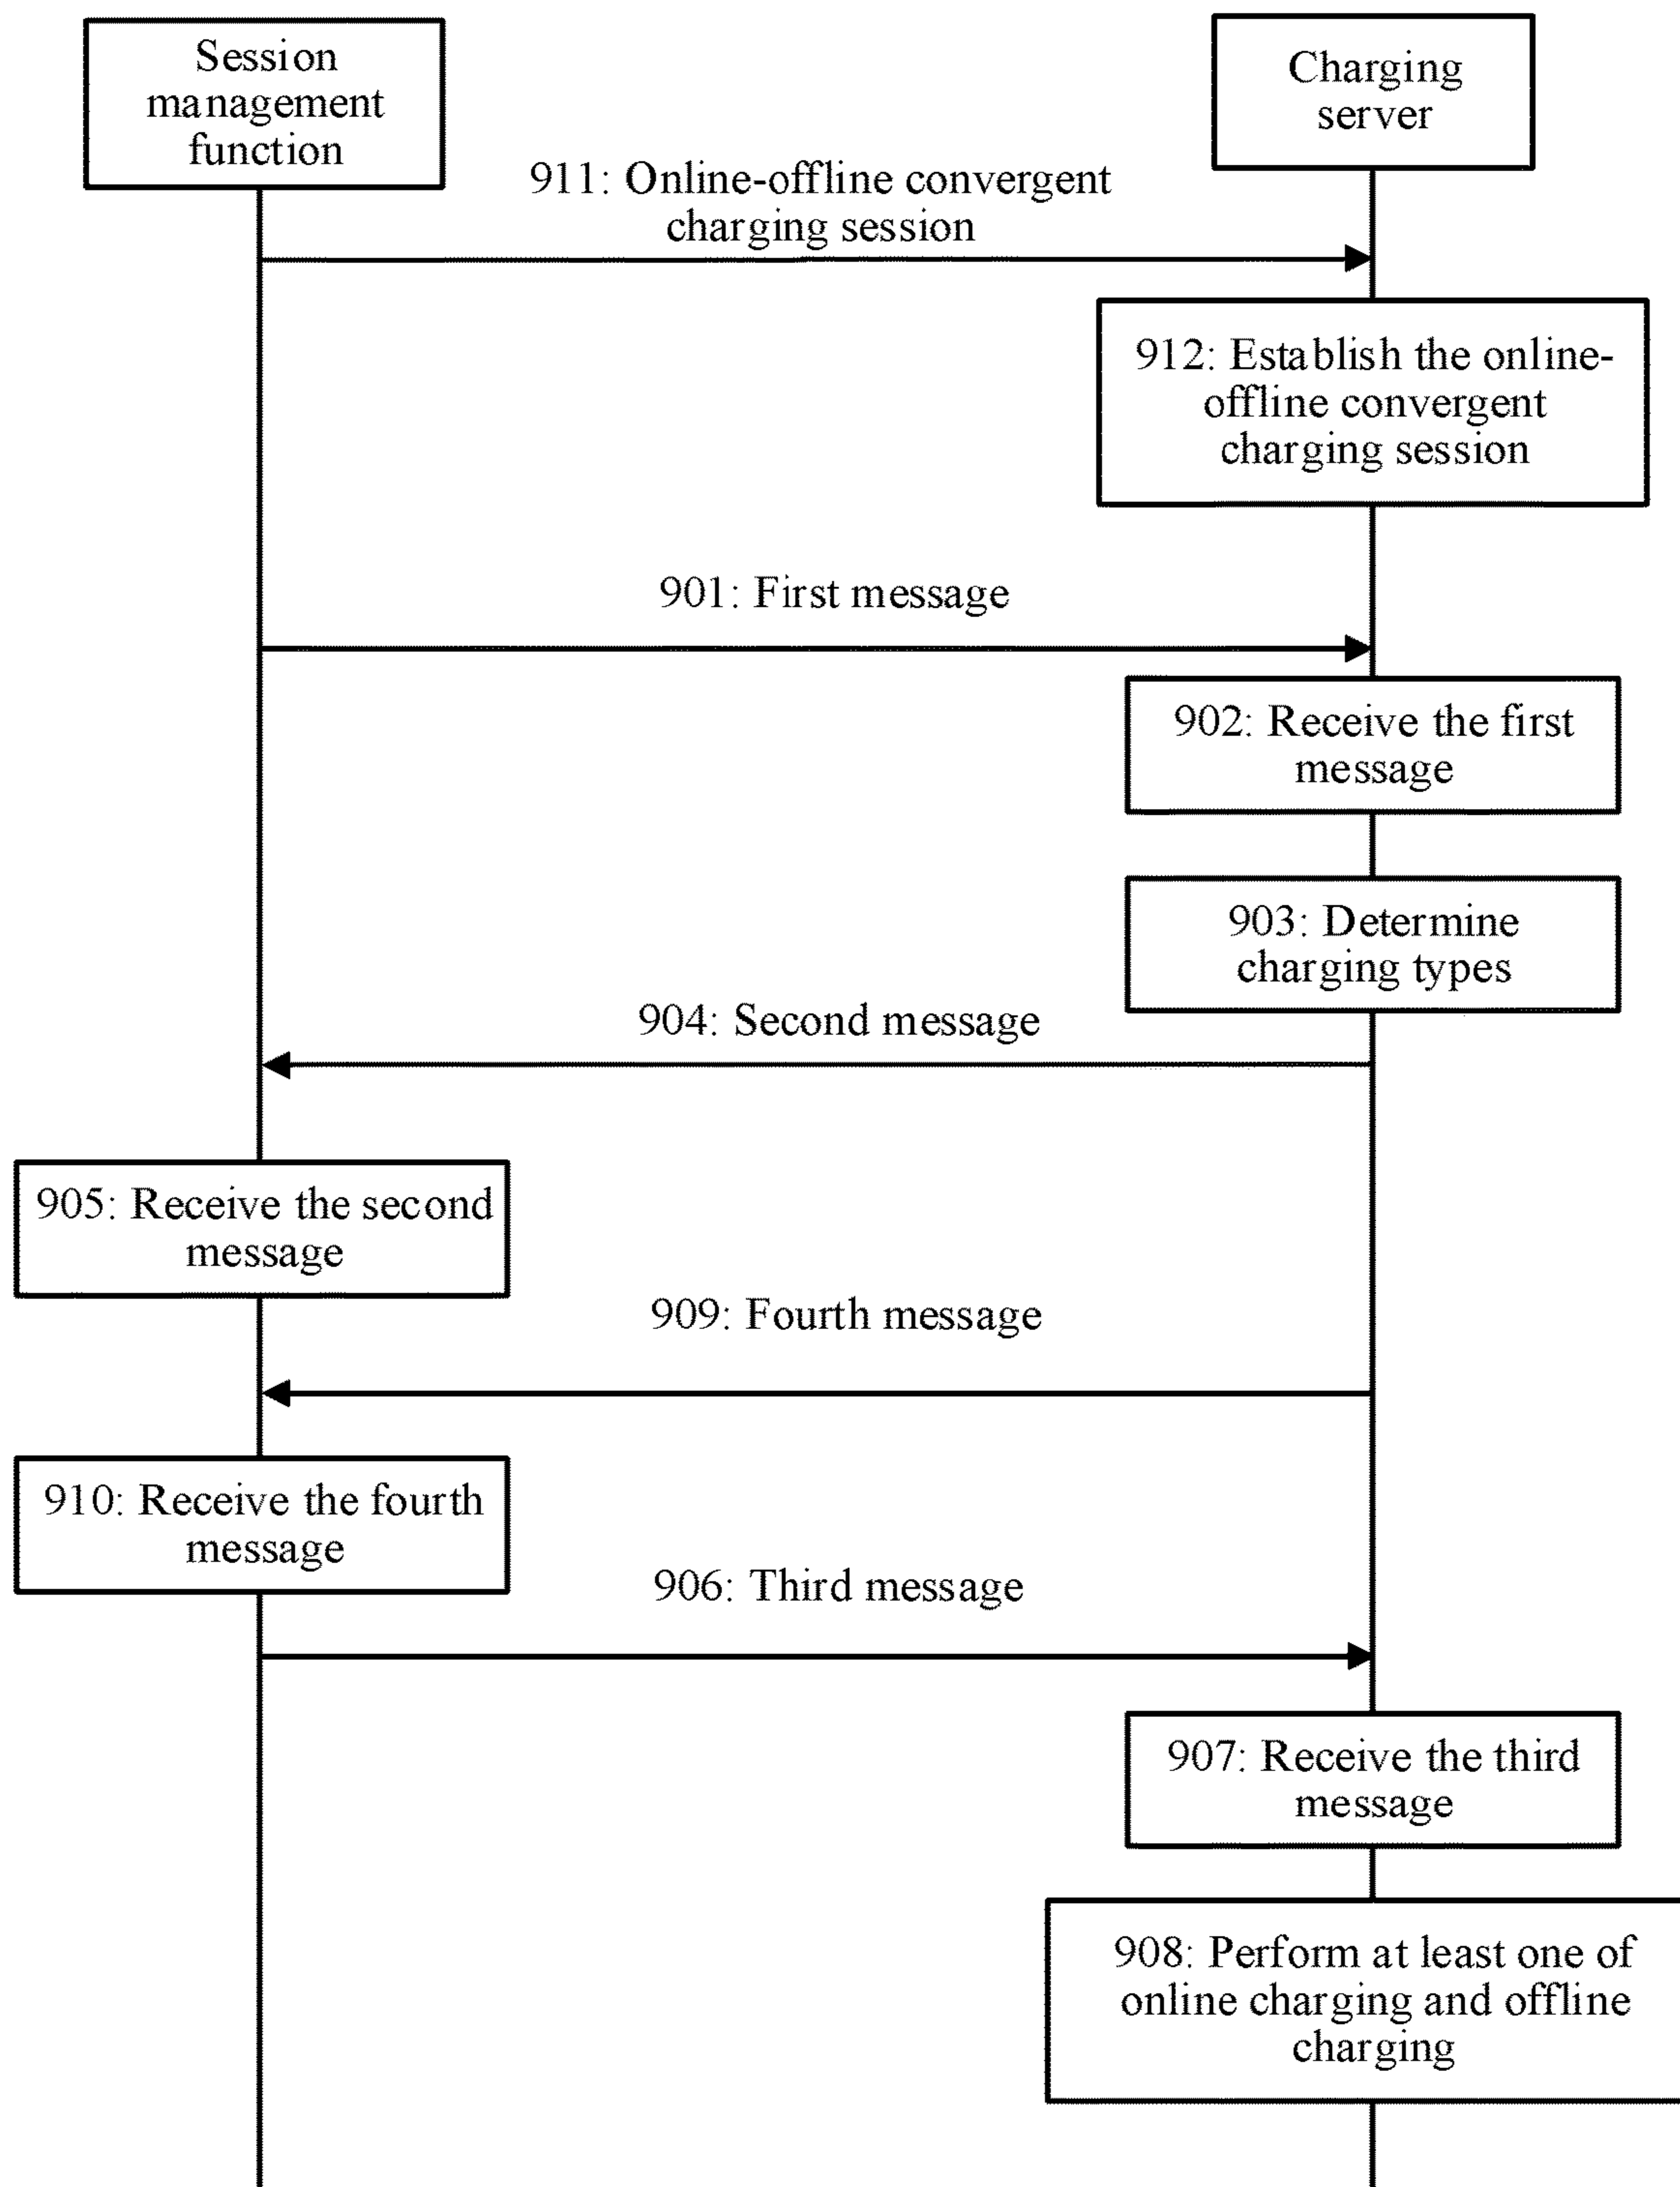 Session
management
function
Charging
server
911: Online-offline convergent
charging session
912: Establish the online-
offline convergent
charging session
901: First message
902: Receive the first
message
903: Determine
charging types
904: Second message
905: Receive the second
message
909: Fourth message
910: Receive the fourth
message
906: Third message
907: Receive the third
message
908: Perform at least one of
online charging and offline
charging